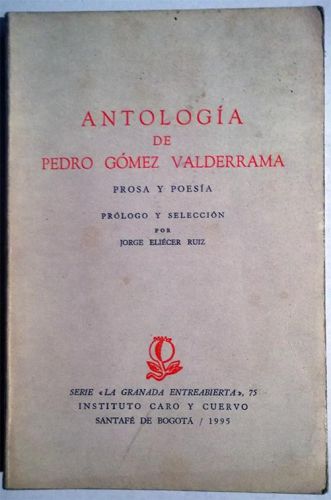 ANTOLOGÍA
DE
PEDRO GÓMEZ VALDERRAMA
PROSA Y POESÍA
PRÓLOGO Y SELECCIÓN
POR
JORGE ELIÉCER RUIZ
SERIE «LA GRANADA ENTREABIERTA», 75
INSTITUTO CARO Y CUERVO
SANTAFÉ DE BOGOTÁ / 1995